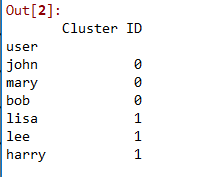 Out[2]:
Cluster ID
user
john 0
mary 0
bob 0
lisa 1
lee 1
harry 1